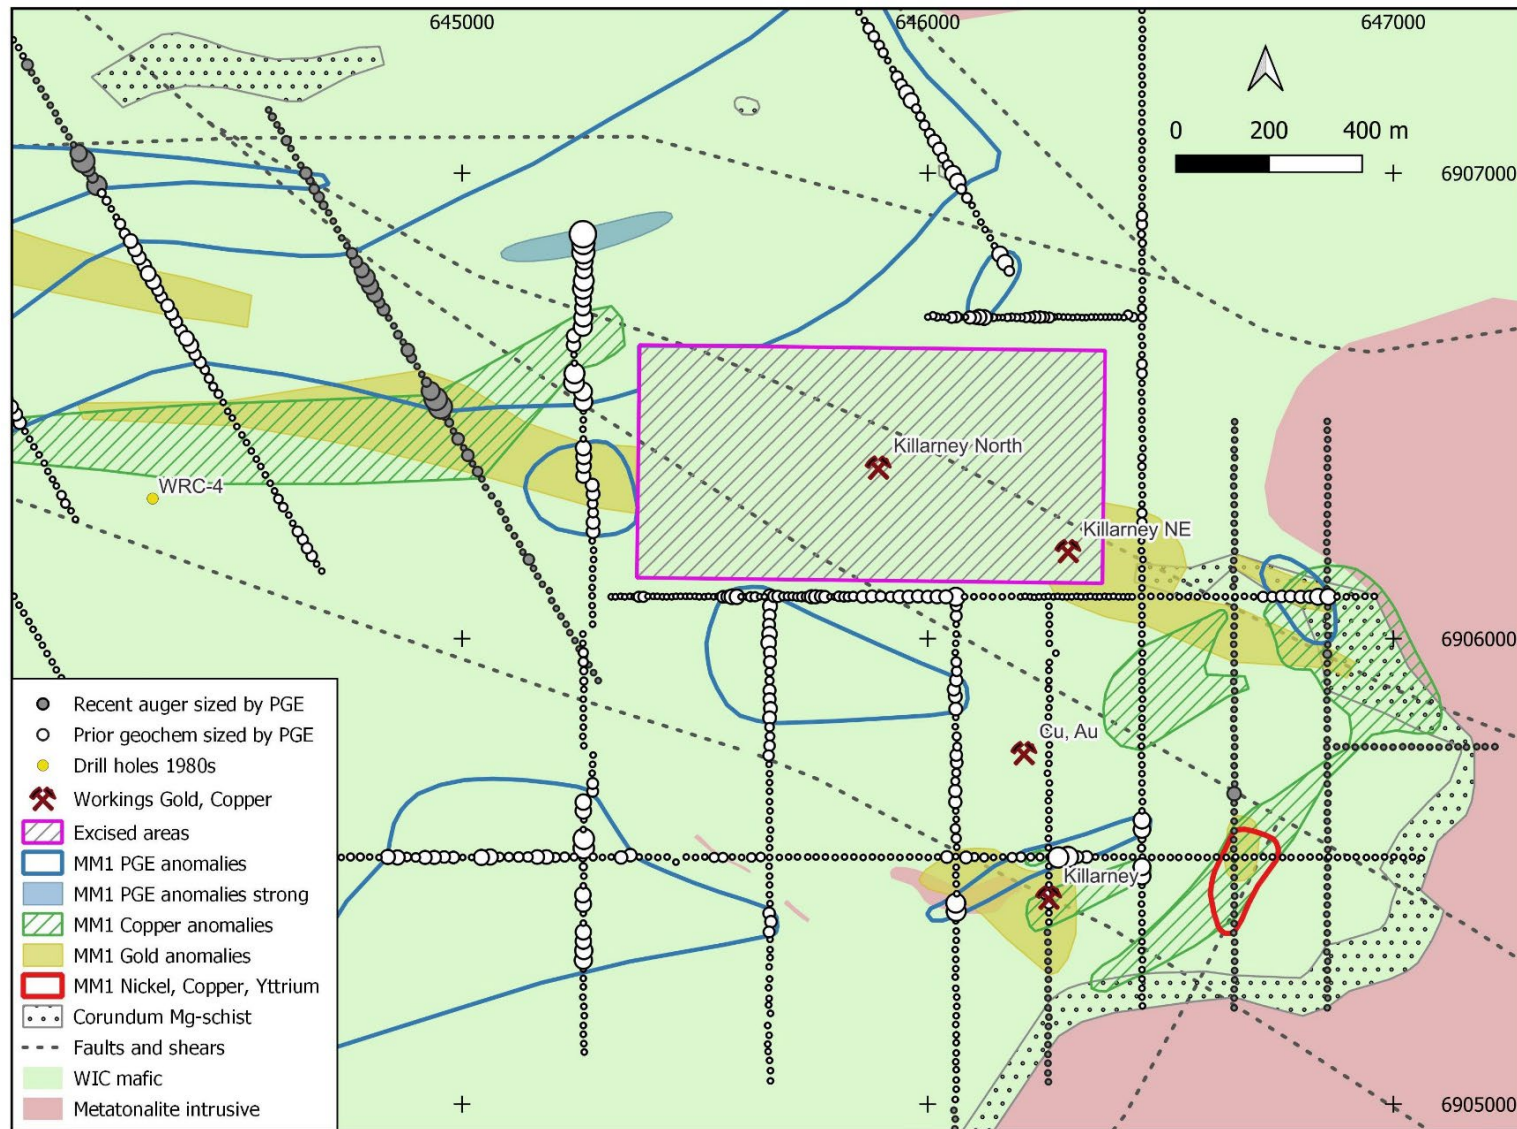 645000
646000
647000
0
200
400 m
6907000
Killarney North
WRC-4
Killarney NE
6906000
Cu, Au
Killarney
6905000
Recent auger sized by PGE
Prior geochem sized by PGE
Drill holes 1980s
Workings Gold, Copper
Excised areas
MM1 PGE anomalies
MM1 PGE anomalies strong
MM1 Copper anomalies
MM1 Gold anomalies
MM1 Nickel, Copper, Yttrium
Corundum Mg-schist
Faults and shears
WIC mafic
Metatonalite intrusive